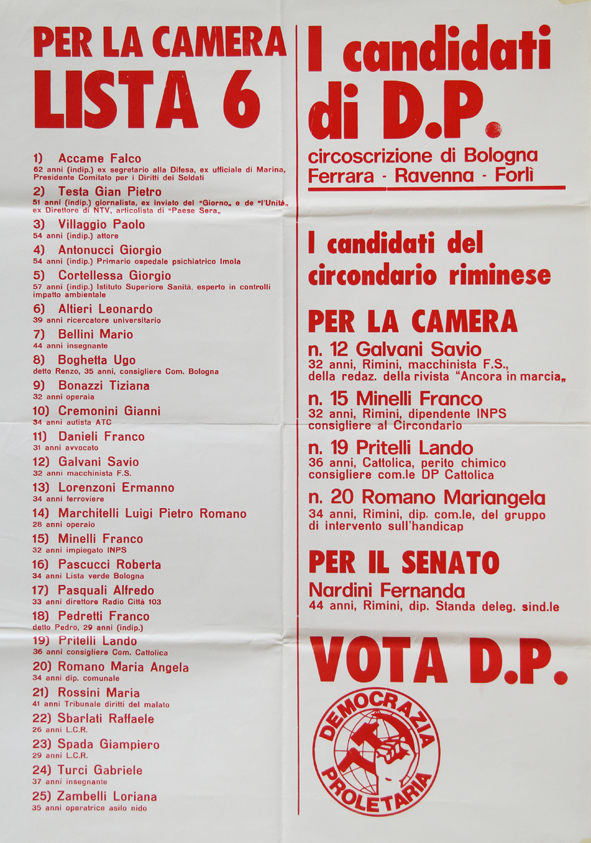 PER LA CAMERA
LISTA 6
1) Accame Falco
62 anni (indip.) ex segretario alla Difesa, ex ufficiale di Marina,
Presidente Comitato per i Diritti dei Soldati
2) Testa Gian Pietro
51 anni (indip.) giornalista, ex inviato del "Giorno„ e de "l'Unità„
ex Direttore di NTV, articolista di "Paese Sera„
3) Villaggio Paolo
54 anni (indip.) attore
4) Antonucci Giorgio
54 anni (indip.) Primario ospedale psichiatrico Imola
5) Cortellessa Giorgio
57 anni (indip.) Istituto Superiore Sanità, esperto in controlli
impatto ambientale
6) Altieri Leonardo
39 anni ricercatore universitario
7) Bellini Mario
44 anni insegnante
8) Boghetta Ugo
detto Renzo, 35 anni, consigliere Com. Bologna
9) Bonazzi Tiziana
32 anni operaia
10) Cremonini Gianni
34 anni autista ATC
11) Danieli Franco
31 anni avvocato
12) Galvani Savio
32 anni macchinista F.S.
13) Lorenzoni Ermanno
34 anni ferroviere
14) Marchitelli Luigi Pietro Romano
28 anni operaio
15) Minelli Franco
32 anni impiegato INPS
16) Pascucci Roberta
34 anni Lista verde Bologna
17) Pasquali Alfredo
33 anni direttore Radio Città 103
18) Pedretti Franco
detto Pedro, 29 anni (indip.)
19) Pritelli Lando
36 anni consigliere Com. Cattolica
20) Romano Maria Angela
34 anni dip. comunale
21) Rossini Maria
41 anni Tribunale diritti del malato
22) Sbarlati Raffaele
26 anni L.C.R.
23) Spada Giampiero
29 anni L.C.R.
24) Turci Gabriele
37 anni insegnante
25) Zambelli Loriana
35 anni operatrice asilo nido
I candidati
di D.P.
circoscrizione di Bologna
Ferrara - Ravenna - Forlì
I candidati del
circondario riminese
PER LA CAMERA
n. 12 Galvani Savio
32 anni, Rimini, macchinista F.S.,
della redaz. della rivista "Ancora in marcia„
n. 15 Minelli Franco
32 anni, Rimini, dipendente INPS
consigliere al Circondario
n. 19 Pritelli Lando
36 anni, Cattolica, perito chimico
consigliere com.le DP Cattolica
n. 20 Romano Mariangela
34 anni, Rimini, dip. com.le, del gruppo
di intervento sull'handicap
PER IL SENATO
Nardini Fernanda
44 anni, Rimini, dip. Standa deleg. sind.le
VOTA D.P.
DEMOCRAZIA
PROLETARIA